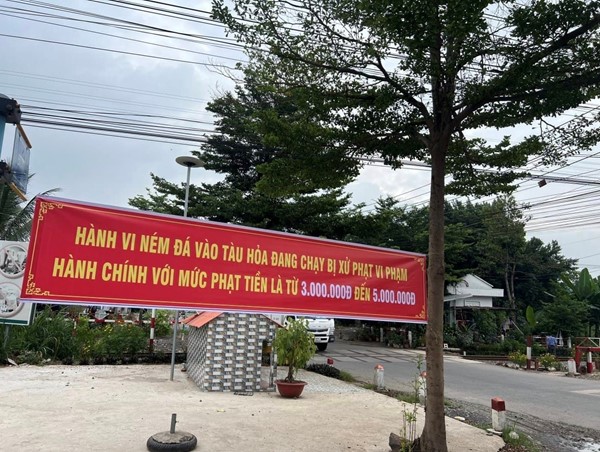 HÀNH VI NÉM ĐÁ VÀO TÀU HỎA ĐANG CHẠY BỊ XỬ PHẠT VI PHẠM
HÀNH CHÍNH VỚI MỨC PHẠT TIỀN LÀ TỪ 3.000.000Đ ĐẾN 5.000.000Đ